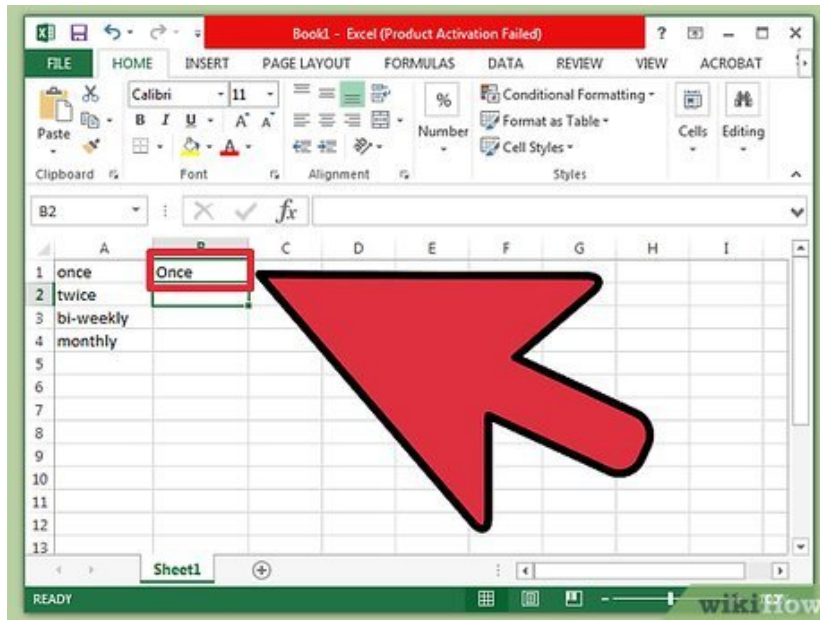 Book1 - Excel (Product Activation Failed)
FILE HOME INSERT PAGE LAYOUT FORMULAS DATA REVIEW VIEW ACROBAT
Calibri 11 % Conditional Formatting
Paste B I U A A Number Format as Table Cells Editing
A Cell Styles
Clipboard Font Alignment Styles
B2 fx
A C D E F G H I
1 once Once
2 twice
3 bi-weekly
4 monthly
5
6
7
8
9
10
11
12
13
Sheet1
READY
wikiHow